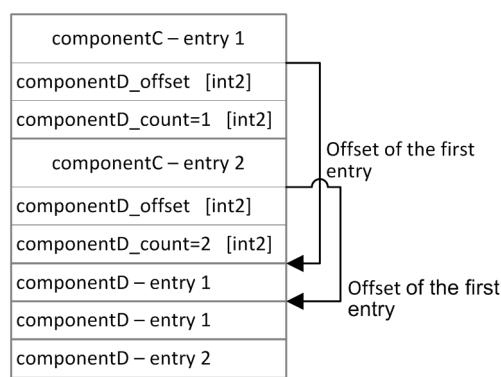 componentC – entry 1
componentD_offset [int2]
componentD_count=1 [int2]
componentC – entry 2
componentD_offset [int2]
componentD_count=2 [int2]
componentD – entry 1
componentD – entry 1
componentD – entry 2
Offset of the first
entry
Offset of the first
entry